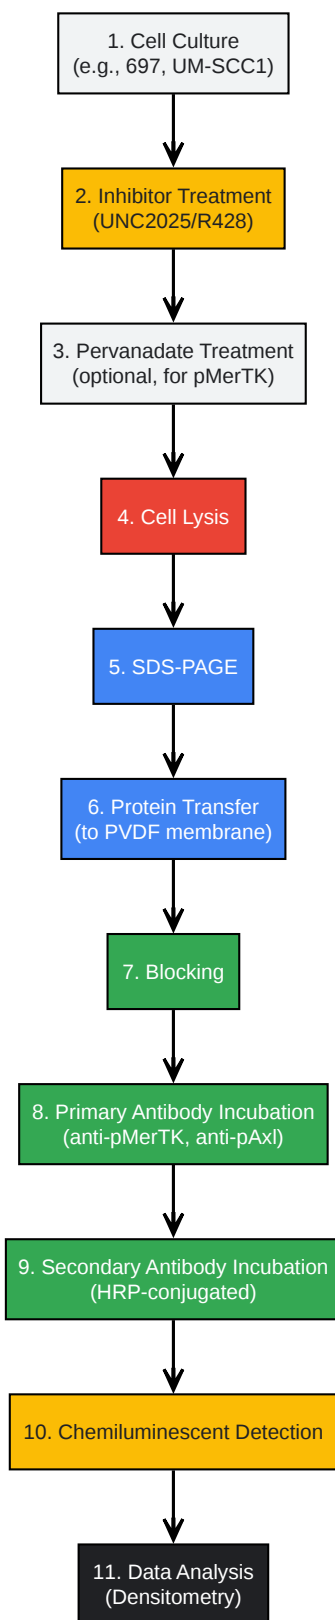 1. Cell Culture
(e.g., 697, UM-SCC1)
2. Inhibitor Treatment
(UNC2025/R428)
3. Pervanadate Treatment
(optional, for pMerTK)
4. Cell Lysis
5. SDS-PAGE
6. Protein Transfer
(to PVDF membrane)
7. Blocking
8. Primary Antibody Incubation
(anti-pMerTK, anti-pAxl)
9. Secondary Antibody Incubation
(HRP-conjugated)
10. Chemiluminescent Detection
11. Data Analysis
(Densitometry)